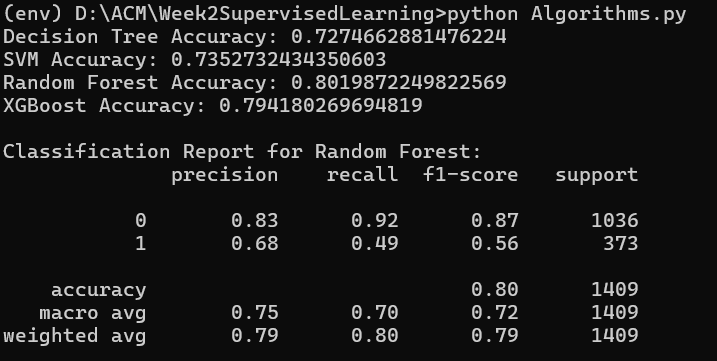 (env) D:\ACM\Week2SupervisedLearning>python Algorithms.py
Decision Tree Accuracy: 0.7274662881476224
SVM Accuracy: 0.7352732434350603
Random Forest Accuracy: 0.8019872249822569
XGBoost Accuracy: 0.794180269694819
Classification Report for Random Forest:
precision recall f1-score support
0 0.83 0.92 0.87 1036
1 0.68 0.49 0.56 373
accuracy 0.80 1409
macro avg 0.75 0.70 0.72 1409
weighted avg 0.79 0.80 0.79 1409